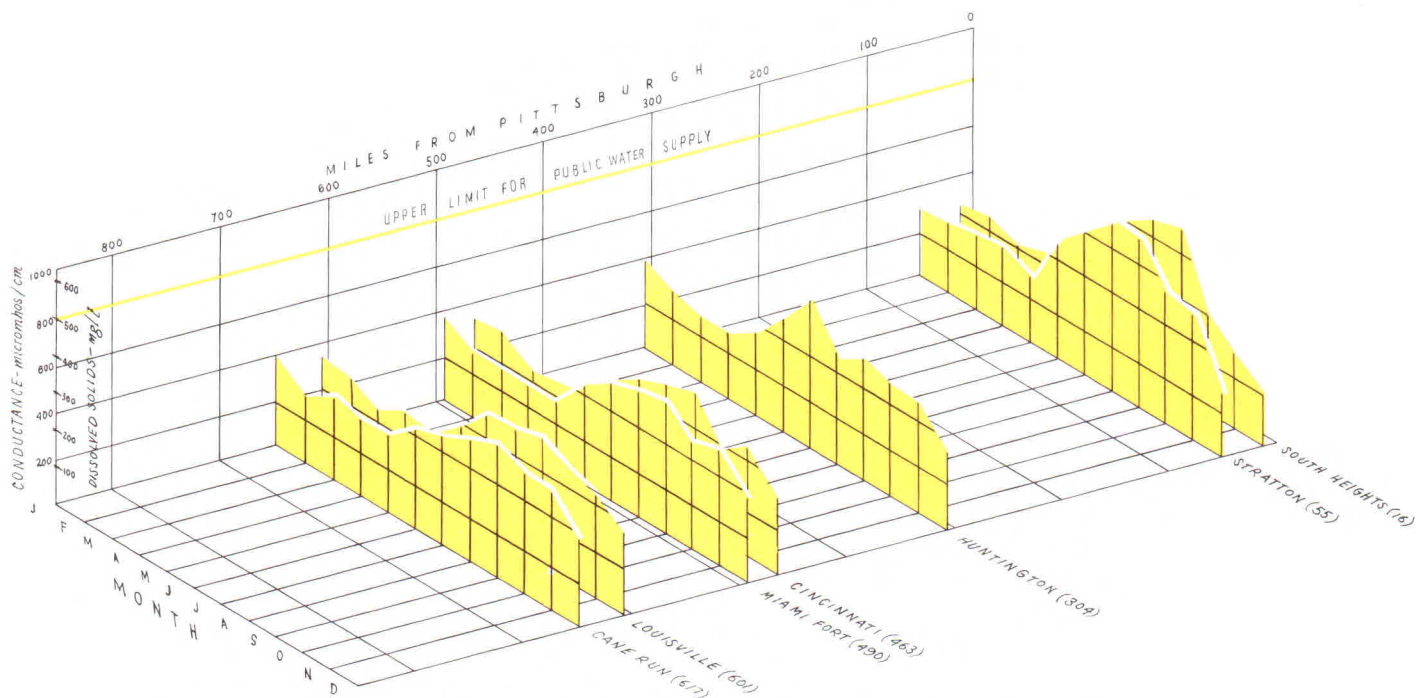 MILES FROM PITTSBURGH
0
100
200
300
400
500
600
700
800
UPPER LIMIT FOR PUBLIC WATER SUPPLY
CONDUCTANCE-micromhos/cm.
1000
800
600
400
200
DISSOLVED SOLIDS-mg/l
600
500
400
300
200
100
J
F
M
A
M
J
J
A
S
O
N
D
MONTH
SOUTH HEIGHTS (16)
STRATTON (55)
HUNTINGTON (304)
CINCINNATI (463)
MIAMI FORT (490)
LOUISVILLE (601)
CANE RUN (617)